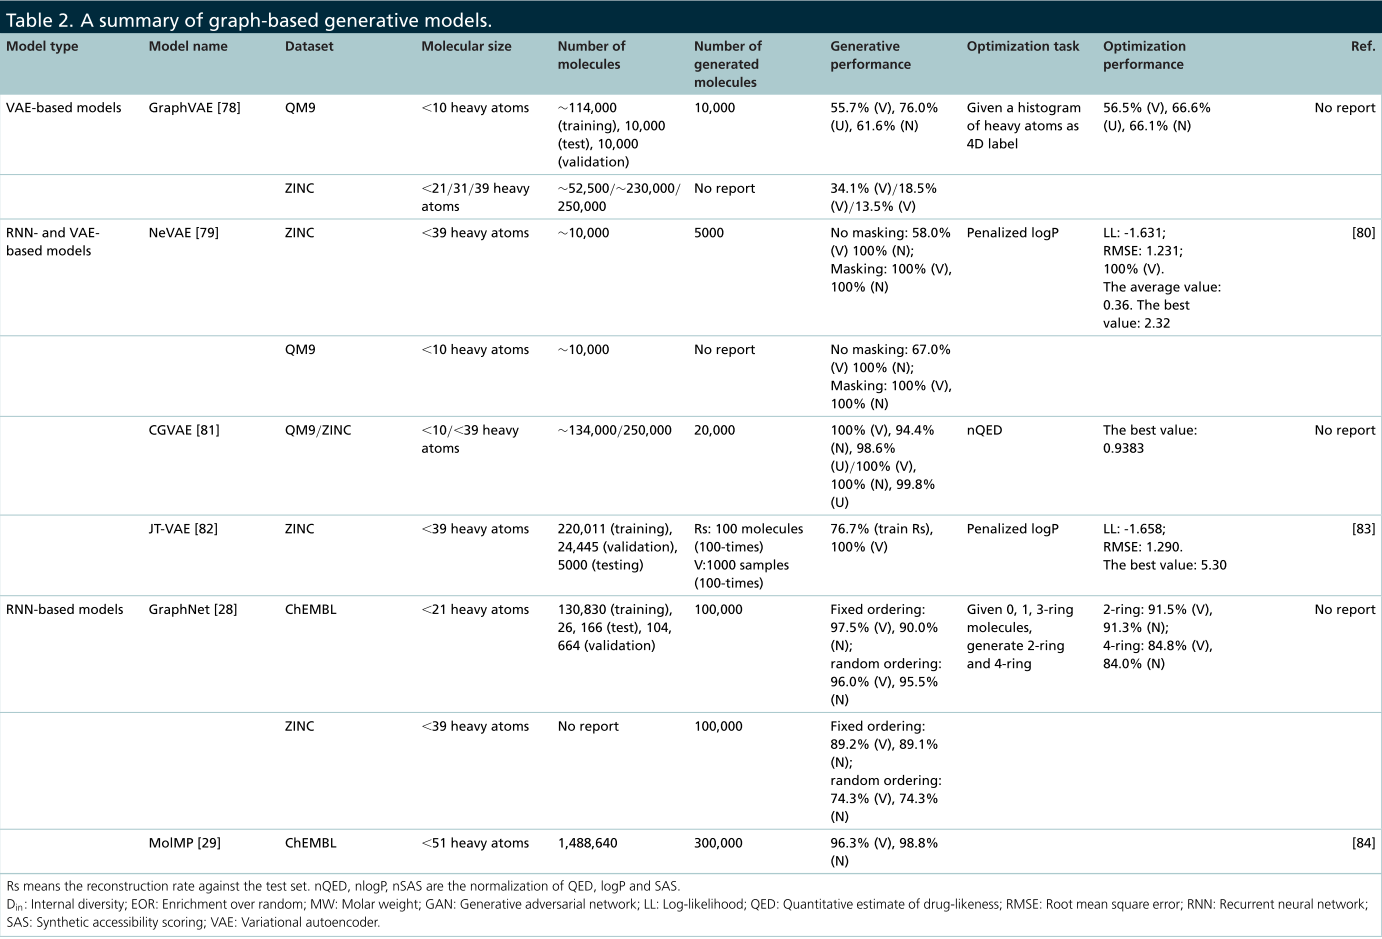 Table 2. A summary of graph-based generative models.
Model type Model name Dataset Molecular size Number of molecules Number of generated molecules Generative performance Optimization task Optimization performance Ref.
VAE-based models GraphVAE [78] QM9 <10 heavy atoms ∼114,000 (training), 10,000 (test), 10,000 (validation) 10,000 55.7% (V), 76.0% (U), 61.6% (N) Given a histogram of heavy atoms as 4D label 56.5% (V), 66.6% (U), 66.1% (N) No report
ZINC <21/31/39 heavy atoms ∼52,500/∼230,000/250,000 No report 34.1% (V)/18.5% (V)/13.5% (V)
RNN- and VAE-based models NeVAE [79] ZINC <39 heavy atoms ∼10,000 5000 No masking: 58.0% (V) 100% (N); Masking: 100% (V), 100% (N) Penalized logP LL: -1.631; RMSE: 1.231; 100% (V). The average value: 0.36. The best value: 2.32 [80]
QM9 <10 heavy atoms ∼10,000 No report No masking: 67.0% (V) 100% (N); Masking: 100% (V), 100% (N)
CGVAE [81] QM9/ZINC <10/<39 heavy atoms ∼134,000/250,000 20,000 100% (V), 94.4% (N), 98.6% (U)/100% (V), 100% (N), 99.8% (U) nQED The best value: 0.9383 No report
JT-VAE [82] ZINC <39 heavy atoms 220,011 (training), 24,445 (validation), 5000 (testing) Rs: 100 molecules (100-times) V:1000 samples (100-times) 76.7% (train Rs), 100% (V) Penalized logP LL: -1.658; RMSE: 1.290. The best value: 5.30 [83]
RNN-based models GraphNet [28] ChEMBL <21 heavy atoms 130,830 (training), 26, 166 (test), 104, 664 (validation) 100,000 Fixed ordering: 97.5% (V), 90.0% (N); random ordering: 96.0% (V), 95.5% (N) Given 0, 1, 3-ring molecules, generate 2-ring and 4-ring 2-ring: 91.5% (V), 91.3% (N); 4-ring: 84.8% (V), 84.0% (N) No report
ZINC <39 heavy atoms No report 100,000 Fixed ordering: 89.2% (V), 89.1% (N); random ordering: 74.3% (V), 74.3% (N)
MolMP [29] ChEMBL <51 heavy atoms 1,488,640 300,000 96.3% (V), 98.8% (N) [84]
Rs means the reconstruction rate against the test set. nQED, nlogP, nSAS are the normalization of QED, logP and SAS.
Din: Internal diversity; EOR: Enrichment over random; MW: Molar weight; GAN: Generative adversarial network; LL: Log-likelihood; QED: Quantitative estimate of drug-likeness; RMSE: Root mean square error; RNN: Recurrent neural network;
SAS: Synthetic accessibility scoring; VAE: Variational autoencoder.